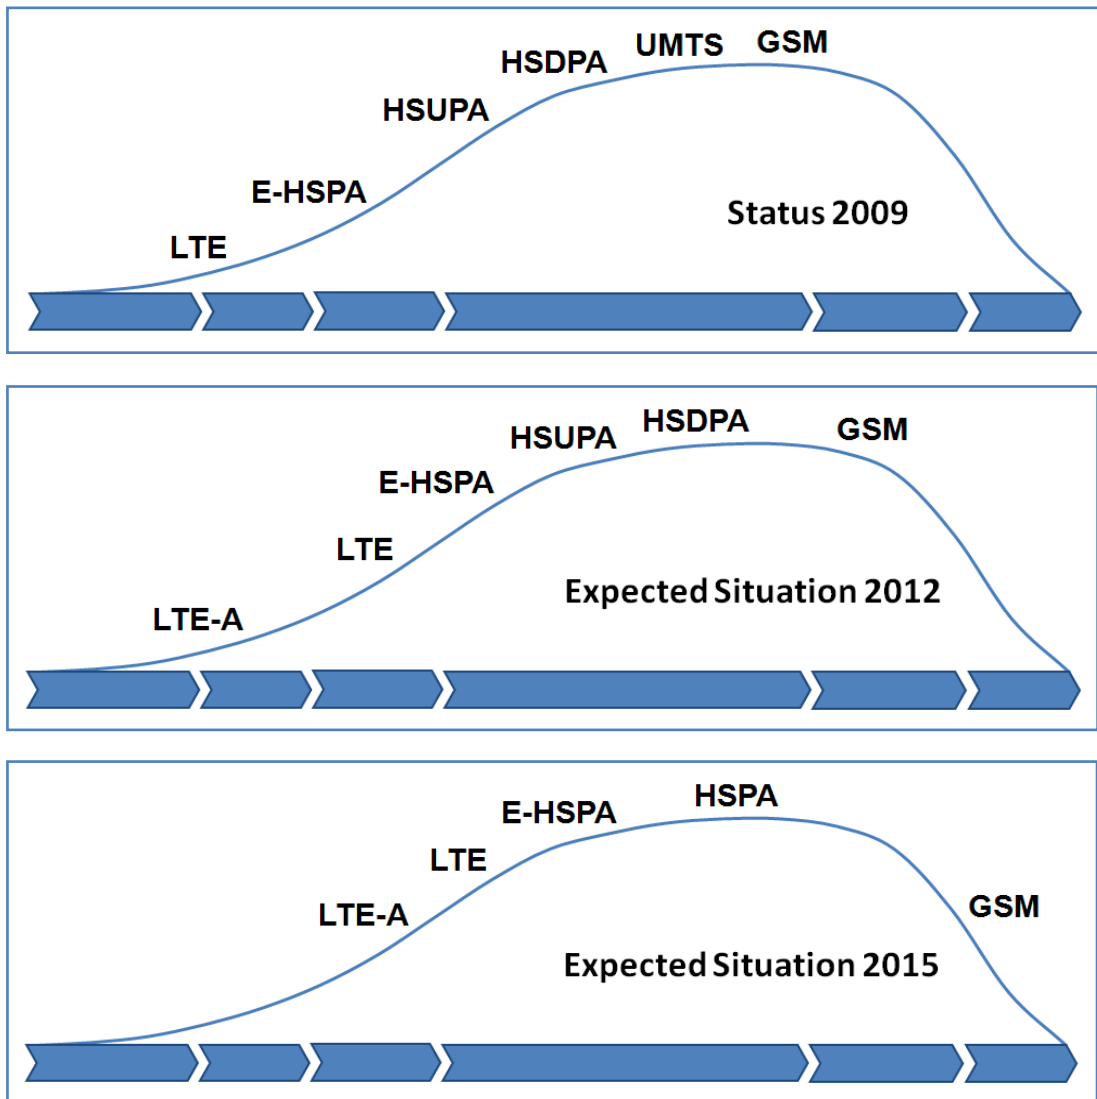 UMTS
GSM
HSDPA
HSUPA
E-HSPA
Status 2009
LTE
HSDPA
GSM
HSUPA
E-HSPA
LTE
Expected Situation 2012
LTE-A
HSPA
E-HSPA
LTE
LTE-A
GSM
Expected Situation 2015